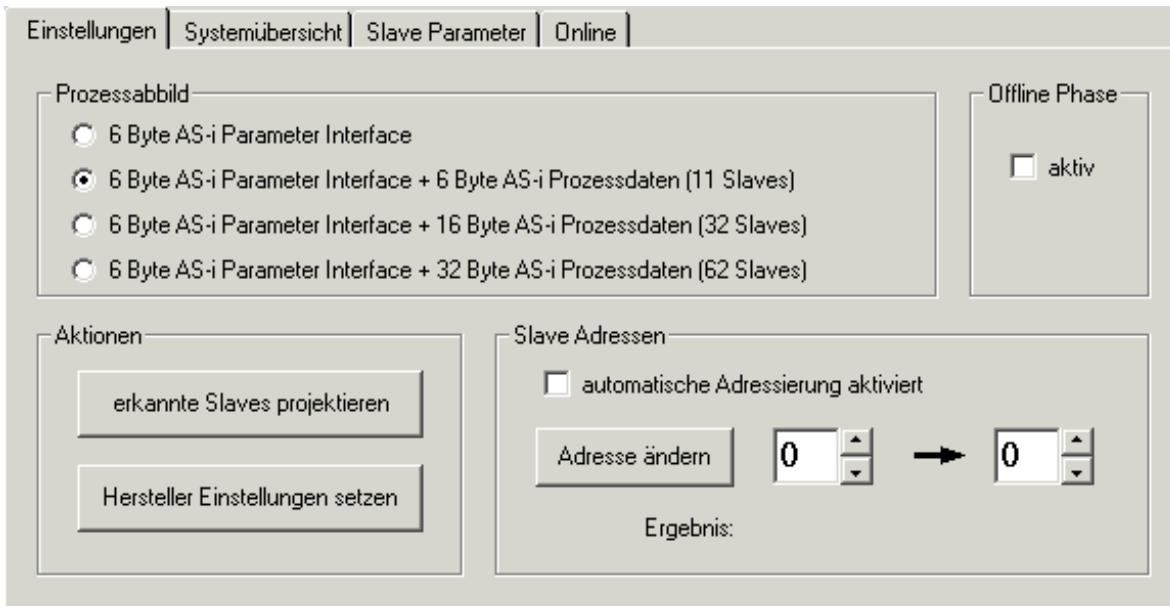 Einstellungen Systemübersicht Slave Parameter Online
Prozessabbild
6 Byte AS-i Parameter Interface
6 Byte AS-i Parameter Interface + 6 Byte AS-i Prozessdaten (11 Slaves)
6 Byte AS-i Parameter Interface + 16 Byte AS-i Prozessdaten (32 Slaves)
6 Byte AS-i Parameter Interface + 32 Byte AS-i Prozessdaten (62 Slaves)
Offline Phase
aktiv
Aktionen
erkannte Slaves projektieren
Hersteller Einstellungen setzen
Slave Adressen
automatische Adressierung aktiviert
Adresse ändern 0 0
Ergebnis: